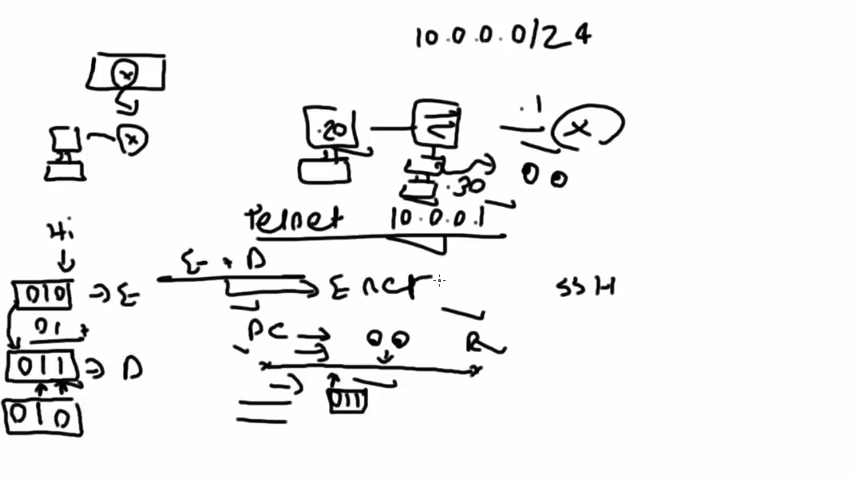 10.0.0.0/24
x
.20
.1
x
x
.30
Telnet 10.0.0.1
Hi
E + D
010 → E
Encr
SSH
01
PC →
R
011 → D
010
011